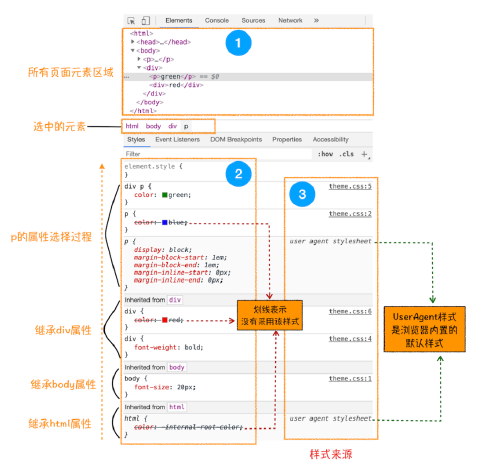 Elements Console Sources Network »
<html>
▶<head>…</head>
▼<body>
▶<p>…</p>
▼<div>
… <p>green</p> == $0
<div>red</div>
</div>
</body>
</html>
1
所有页面元素区域
选中的元素
html body div p
Styles Event Listeners DOM Breakpoints Properties Accessibility
Filter :hov .cls +
element.style {
}
2
3
div p { theme.css:5
color: green;
}
p { theme.css:2
color: blue;
}
p { user agent stylesheet
display: block;
margin-block-start: 1em;
margin-block-end: 1em;
margin-inline-start: 0px;
margin-inline-end: 0px;
}
p的属性选择过程
Inherited from div
div { theme.css:6
color: red;
}
div { theme.css:4
font-weight: bold;
}
继承div属性
划线表示
没有采用该样式
UserAgent样式
是浏览器内置的
默认样式
Inherited from body
body { theme.css:1
font-size: 20px;
}
继承body属性
Inherited from html
html { user agent stylesheet
color: -internal-root-color;
}
继承html属性
样式来源